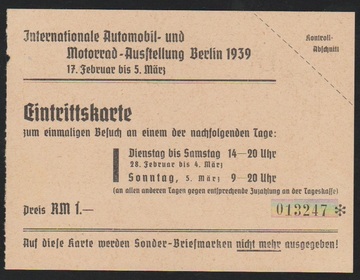 Internationale Automobil- und
Motorrad-Ausstellung Berlin 1939
17. Februar bis 5. März
Kontroll-
Abschnitt
Eintrittskarte
zum einmaligen Besuch an einem der nachfolgenden Tage:
Dienstag bis Samstag 14-20 Uhr
28. Februar bis 4. März
Sonntag, 5. März 9-20 Uhr
(an allen anderen Tagen gegen entsprechende Zuzahlung an der Tageskasse)
Preis RM 1.—
013247 ✻
Auf diese Karte werden Sonder-Briefmarken nicht mehr ausgegeben!